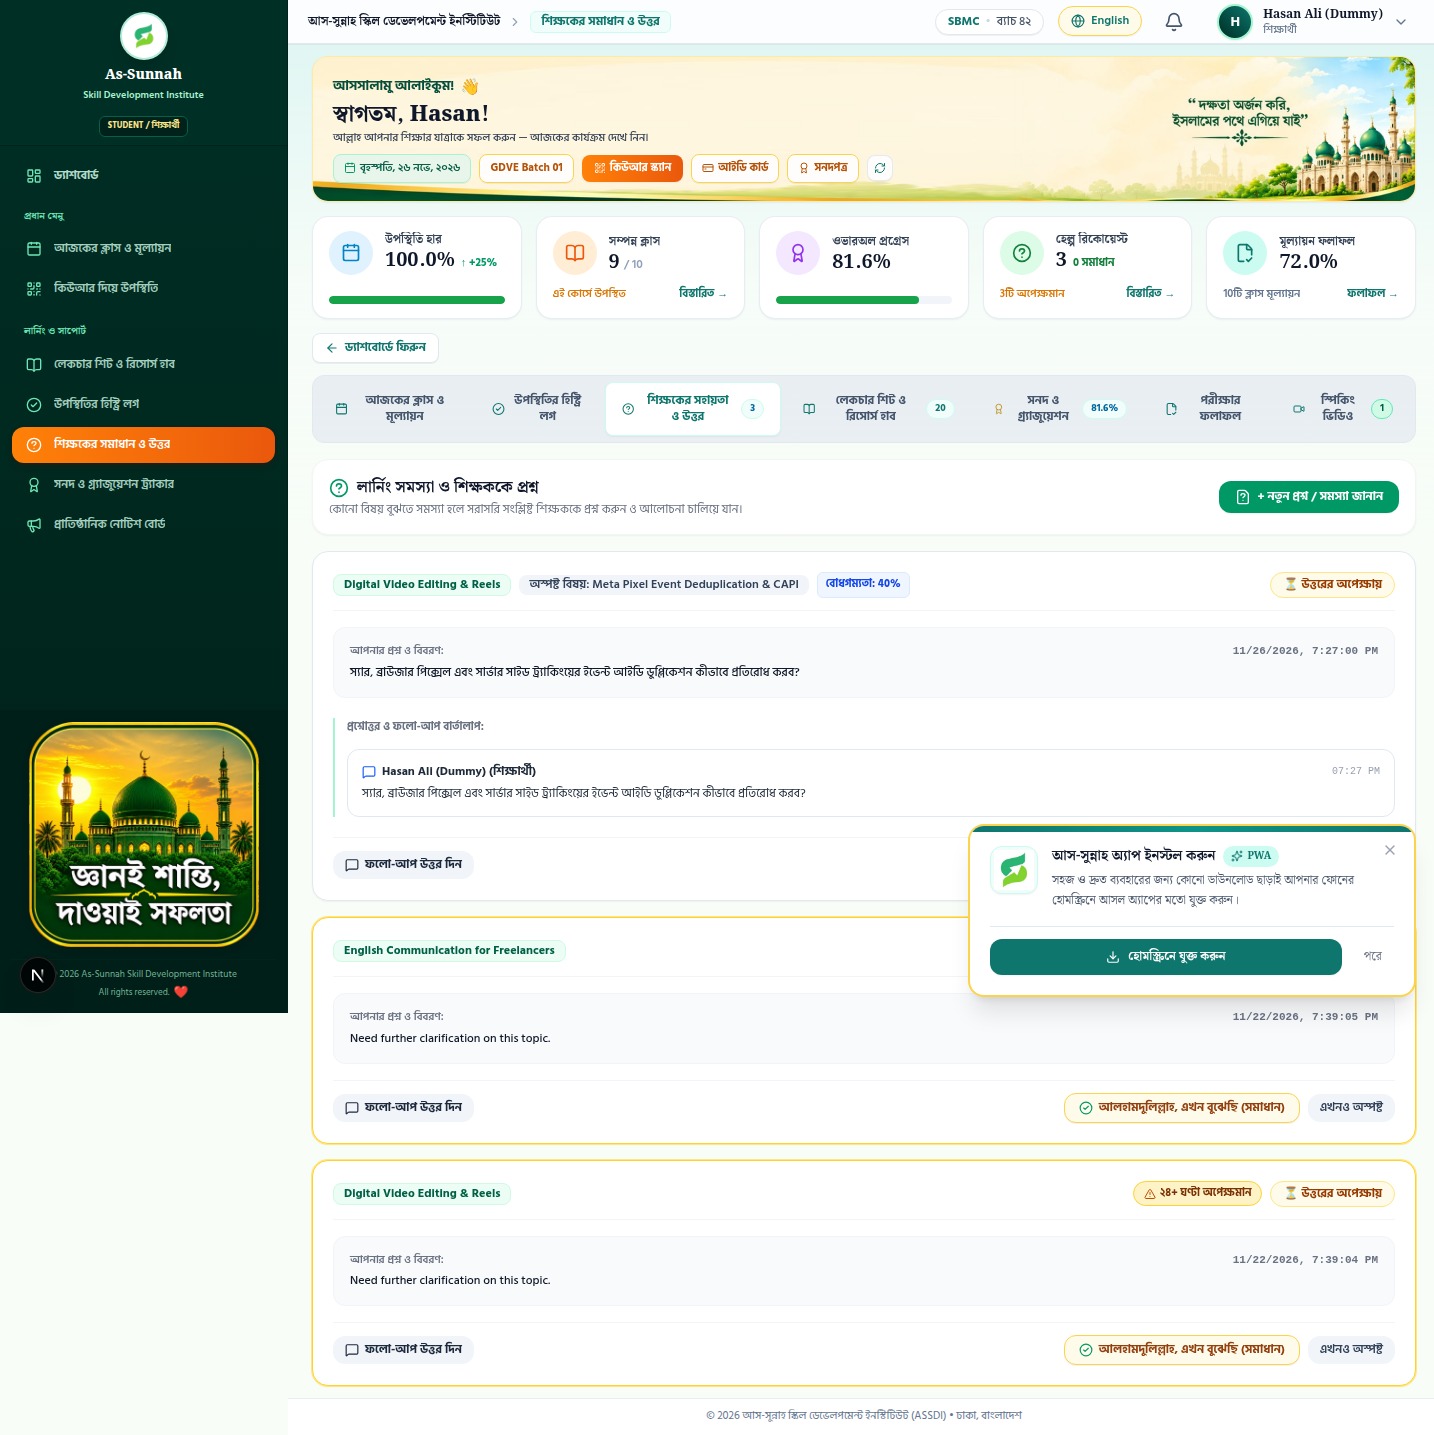 As-Sunnah
Skill Development Institute
STUDENT / শিক্ষার্থী
ড্যাশবোর্ড
প্রধান মেনু
আজকের ক্লাস ও মূল্যায়ন
কিউআর দিয়ে উপস্থিতি
লার্নিং ও সাপোর্ট
লেকচার শিট ও রিসোর্স হাব
উপস্থিতির হিস্ট্রি লগ
শিক্ষকের সমাধান ও উত্তর
সনদ ও গ্র্যাজুয়েশন ট্র্যাকার
প্রাতিষ্ঠানিক নোটিশ বোর্ড
জ্ঞানই শান্তি,
দাওয়াই সফলতা
N
2026 As-Sunnah Skill Development Institute
All rights reserved. ❤️
আস-সুন্নাহ স্কিল ডেভেলপমেন্ট ইনস্টিটিউট > শিক্ষকের সমাধান ও উত্তর
SBMC • ব্যাচ ৪২
English
H
Hasan Ali (Dummy)
শিক্ষার্থী
আসসালামু আলাইকুম! 👋
স্বাগতম, Hasan!
আল্লাহ আপনার শিক্ষার যাত্রাকে সফল করুন — আজকের কার্যক্রম দেখে নিন।
বৃহস্পতি, ২৬ নভে, ২০২৬
GDVE Batch 01
কিউআর স্ক্যান
আইডি কার্ড
সনদপত্র
“ দক্ষতা অর্জন করি,
ইসলামের পথে এগিয়ে যাই”
উপস্থিতি হার
100.0% ↑ +25%
সম্পন্ন ক্লাস
9 / 10
এই কোর্সে উপস্থিত
বিস্তারিত →
ওভারঅল প্রগ্রেস
81.6%
হেল্প রিকোয়েস্ট
3 0 সমাধান
3টি অপেক্ষমান
বিস্তারিত →
মূল্যায়ন ফলাফল
72.0%
10টি ক্লাস মূল্যায়ন
ফলাফল →
← ড্যাশবোর্ডে ফিরুন
আজকের ক্লাস ও
মূল্যায়ন
উপস্থিতির হিস্ট্রি
লগ
শিক্ষকের সহায়তা
ও উত্তর
3
লেকচার শিট ও
রিসোর্স হাব
20
সনদ ও
গ্র্যাজুয়েশন
81.6%
পরীক্ষার
ফলাফল
স্পিকিং
ভিডিও
1
লার্নিং সমস্যা ও শিক্ষককে প্রশ্ন
কোনো বিষয় বুঝতে সমস্যা হলে সরাসরি সংশ্লিষ্ট শিক্ষককে প্রশ্ন করুন ও আলোচনা চালিয়ে যান।
+ নতুন প্রশ্ন / সমস্যা জানান
Digital Video Editing & Reels
অস্পষ্ট বিষয়: Meta Pixel Event Deduplication & CAPI
বোধগম্যতা: 40%
⏳ উত্তরের অপেক্ষায়
আপনার প্রশ্ন ও বিবরণ:
11/26/2026, 7:27:00 PM
স্যার, ব্রাউজার পিক্সেল এবং সার্ভার সাইড ট্র্যাকিংয়ের ইভেন্ট আইডি ডুপ্লিকেশন কীভাবে প্রতিরোধ করব?
প্রশ্নোত্তর ও ফলো-আপ বার্তালাপ:
Hasan Ali (Dummy) (শিক্ষার্থী)
07:27 PM
স্যার, ব্রাউজার পিক্সেল এবং সার্ভার সাইড ট্র্যাকিংয়ের ইভেন্ট আইডি ডুপ্লিকেশন কীভাবে প্রতিরোধ করব?
ফলো-আপ উত্তর দিন
আস-সুন্নাহ অ্যাপ ইনস্টল করুন
PWA
সহজ ও দ্রুত ব্যবহারের জন্য কোনো ডাউনলোড ছাড়াই আপনার ফোনের
হোমস্ক্রিনে আসল অ্যাপের মতো যুক্ত করুন।
হোমস্ক্রিনে যুক্ত করুন
পরে
English Communication for Freelancers
আপনার প্রশ্ন ও বিবরণ:
11/22/2026, 7:39:05 PM
Need further clarification on this topic.
ফলো-আপ উত্তর দিন
আলহামদুলিল্লাহ, এখন বুঝেছি (সমাধান)
এখনও অস্পষ্ট
Digital Video Editing & Reels
২৪+ ঘণ্টা অপেক্ষমান
⏳ উত্তরের অপেক্ষায়
আপনার প্রশ্ন ও বিবরণ:
11/22/2026, 7:39:04 PM
Need further clarification on this topic.
ফলো-আপ উত্তর দিন
আলহামদুলিল্লাহ, এখন বুঝেছি (সমাধান)
এখনও অস্পষ্ট
© 2026 আস-সুন্নাহ স্কিল ডেভেলপমেন্ট ইনস্টিটিউট (ASSDI) • ঢাকা, বাংলাদেশ